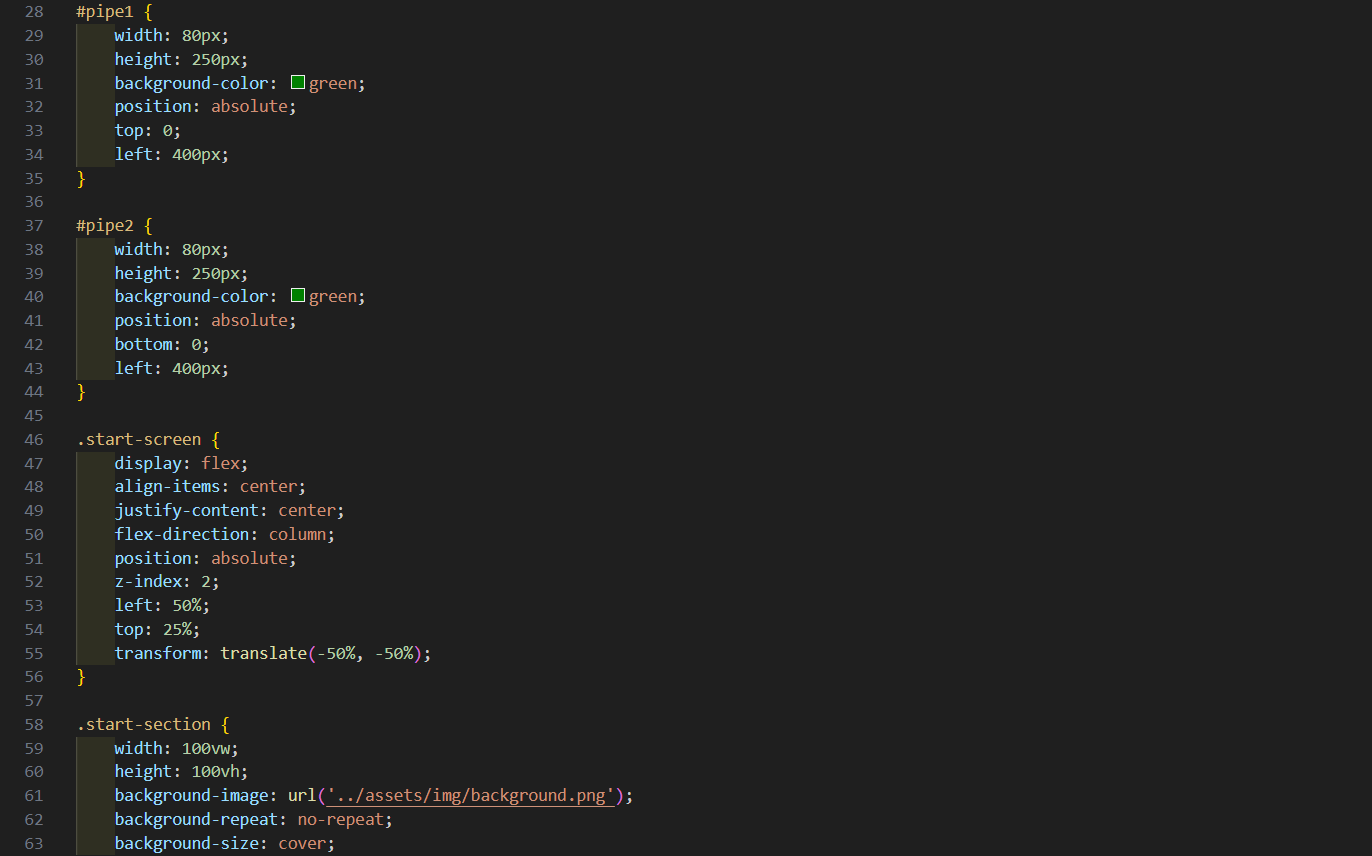 28 #pipe1 {
29     width: 80px;
30     height: 250px;
31     background-color: green;
32     position: absolute;
33     top: 0;
34     left: 400px;
35 }
36
37 #pipe2 {
38     width: 80px;
39     height: 250px;
40     background-color: green;
41     position: absolute;
42     bottom: 0;
43     left: 400px;
44 }
45
46 .start-screen {
47     display: flex;
48     align-items: center;
49     justify-content: center;
50     flex-direction: column;
51     position: absolute;
52     z-index: 2;
53     left: 50%;
54     top: 25%;
55     transform: translate(-50%, -50%);
56 }
57
58 .start-section {
59     width: 100vw;
60     height: 100vh;
61     background-image: url('../assets/img/background.png');
62     background-repeat: no-repeat;
63     background-size: cover;